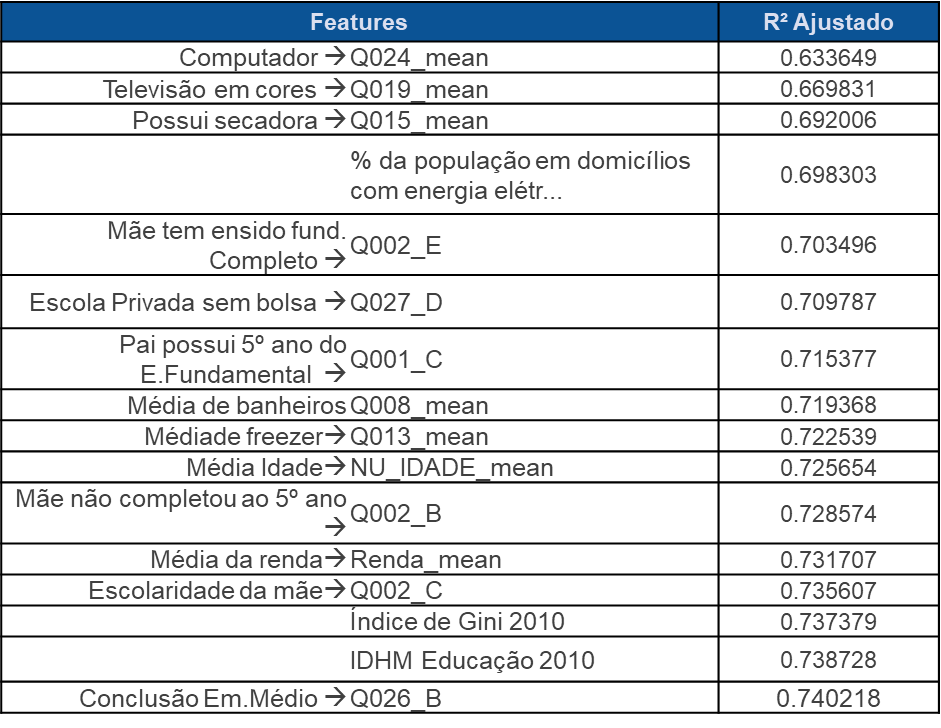 Features R² Ajustado
Computador → Q024_mean 0.633649
Televisão em cores → Q019_mean 0.669831
Possui secadora → Q015_mean 0.692006
% da população em domicílios
com energia elétr... 0.698303
Mãe tem ensido fund.
Completo → Q002_E 0.703496
Escola Privada sem bolsa → Q027_D 0.709787
Pai possui 5º ano do
E.Fundamental → Q001_C 0.715377
Média de banheiros Q008_mean 0.719368
Médiade freezer→ Q013_mean 0.722539
Média Idade→ NU_IDADE_mean 0.725654
Mãe não completou ao 5º ano
→ Q002_B 0.728574
Média da renda→ Renda_mean 0.731707
Escolaridade da mãe→ Q002_C 0.735607
Índice de Gini 2010 0.737379
IDHM Educação 2010 0.738728
Conclusão Em.Médio → Q026_B 0.740218